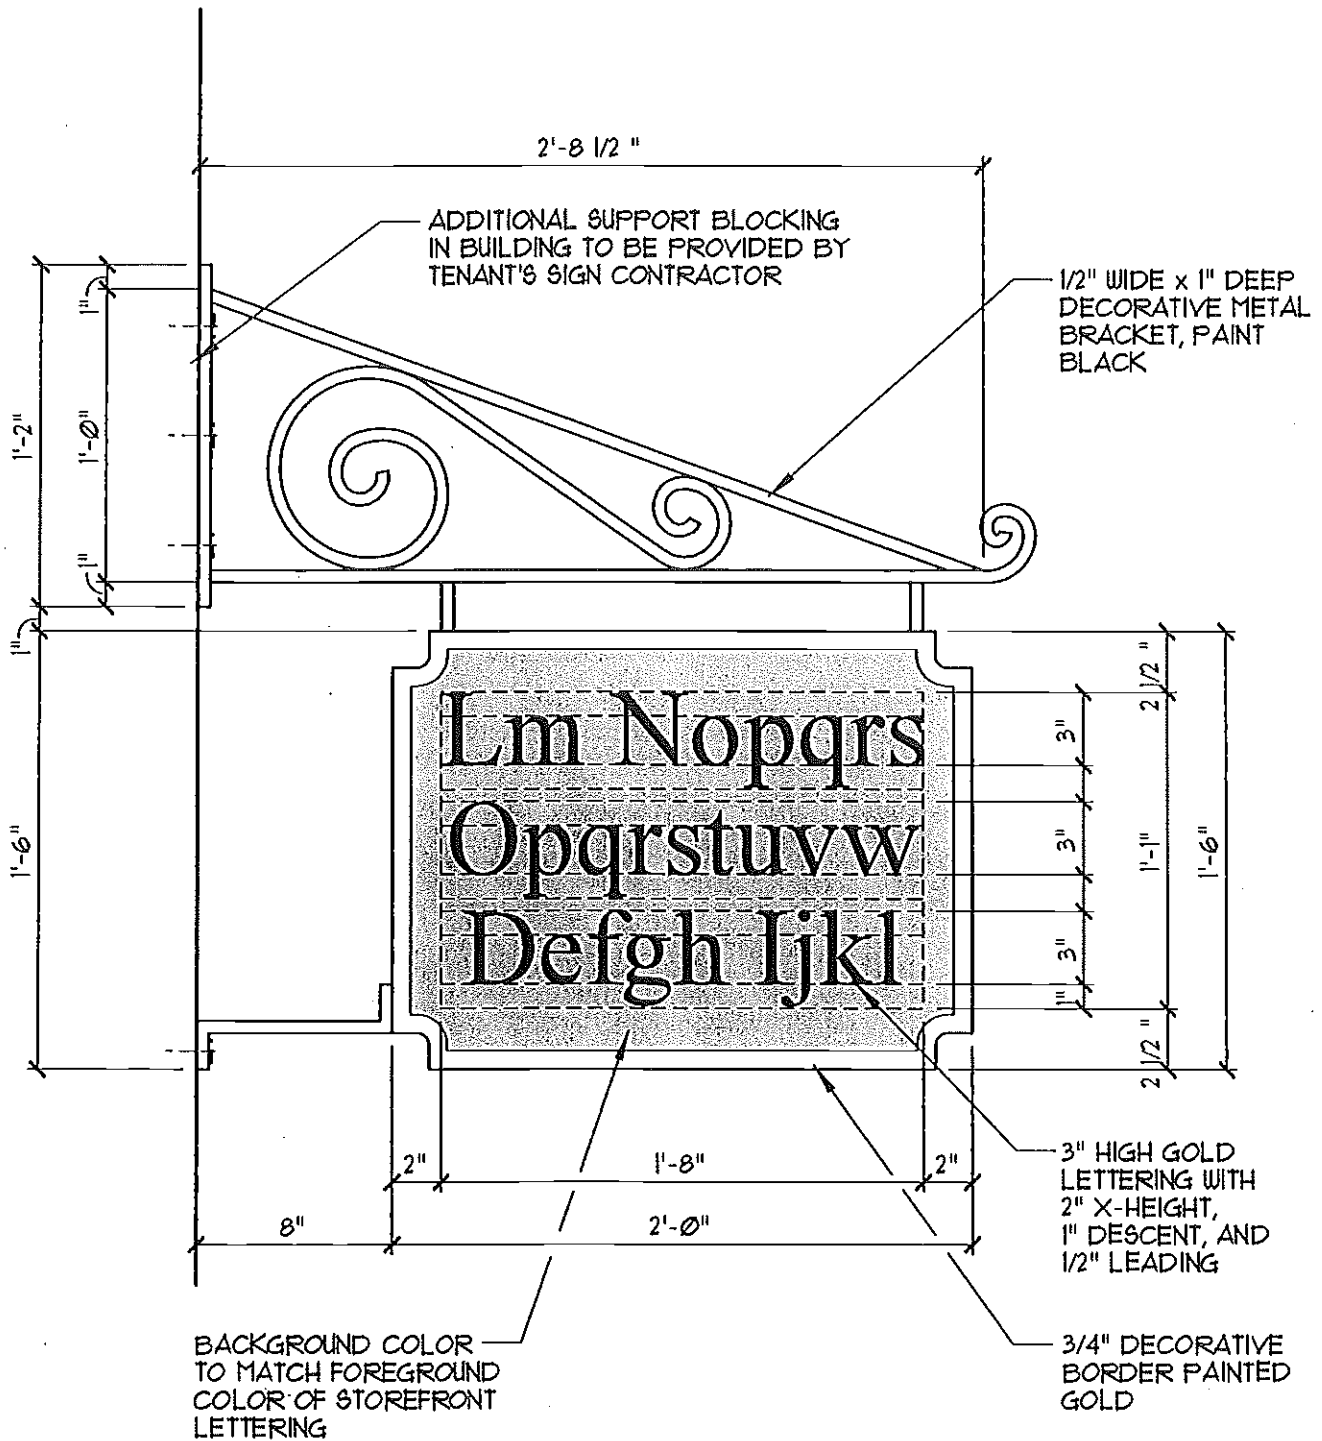 2'-8 1/2 "
ADDITIONAL SUPPORT BLOCKING
IN BUILDING TO BE PROVIDED BY
TENANT'S SIGN CONTRACTOR
1/2" WIDE x 1" DEEP
DECORATIVE METAL
BRACKET, PAINT
BLACK
1'-2"
1"
1'-0"
1"
1"
1'-6"
Lm Nopqrs
Opqrstuvw
Defgh Ijkl
3"
3"
3"
1"
2 1/2 "
1'-1"
2 1/2 "
1'-6"
2"
1'-8"
2"
8"
2'-0"
3" HIGH GOLD
LETTERING WITH
2" X-HEIGHT,
1" DESCENT, AND
1/2" LEADING
BACKGROUND COLOR
TO MATCH FOREGROUND
COLOR OF STOREFRONT
LETTERING
3/4" DECORATIVE
BORDER PAINTED
GOLD